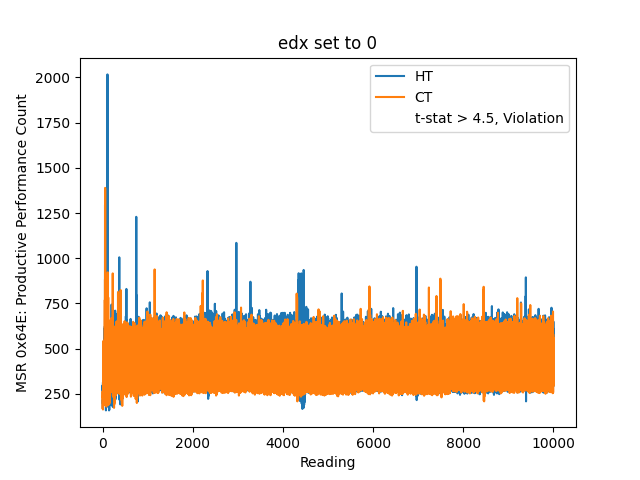 edx set to 0
HT
CT
t-stat > 4.5, Violation
MSR 0x64E: Productive Performance Count
2000
1750
1500
1250
1000
750
500
250
0
2000
4000
6000
8000
10000
Reading